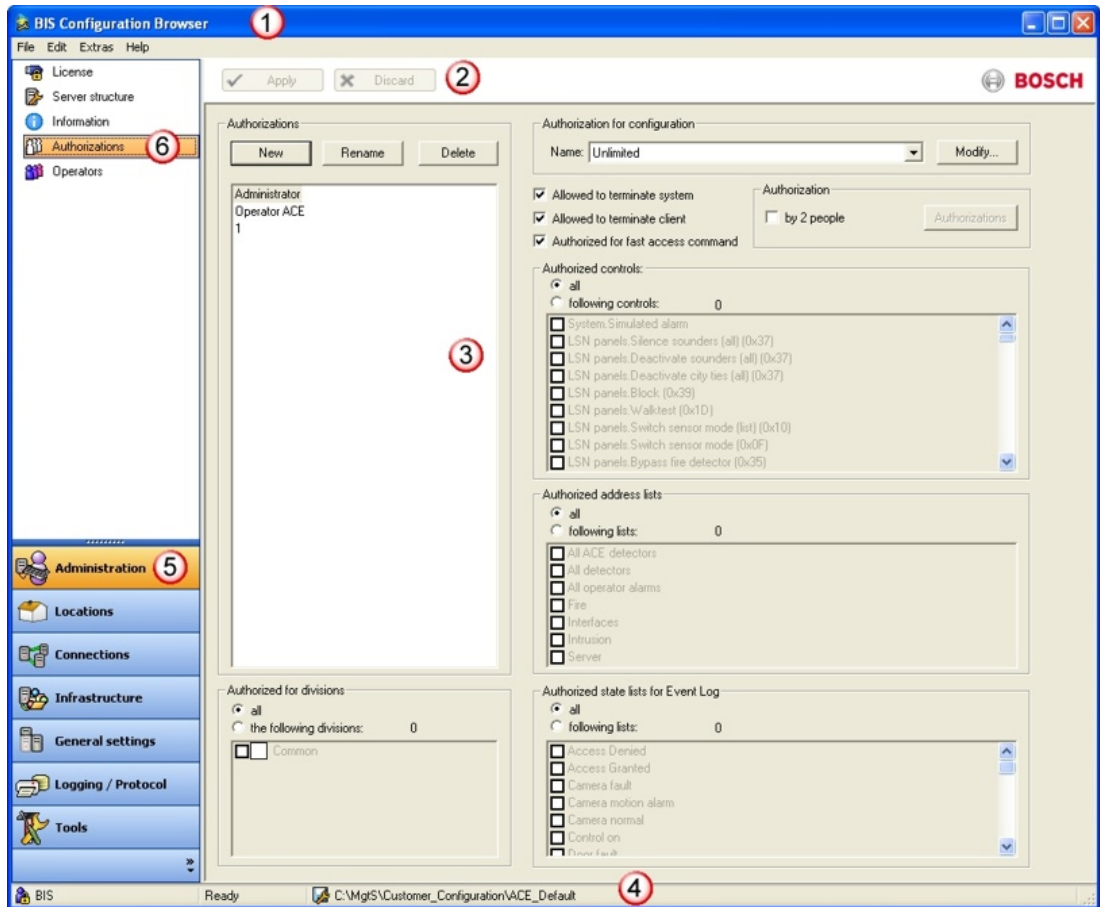 BIS Configuration Browser
1
File Edit Extras Help
License
Server structure
Information
Authorizations
6
Operators
Apply
Discard
2
BOSCH
Authorizations
New
Rename
Delete
Administrator
Operator ACE
1
3
Authorization for configuration
Name: Unlimited
Modify...
Allowed to terminate system
Allowed to terminate client
Authorized for fast access command
Authorization
by 2 people
Authorizations
Authorized controls:
all
following controls: 0
System.Simulated alarm
LSN panels.Silence sounders (all) (0x37)
LSN panels.Deactivate sounders (all) (0x37)
LSN panels.Deactivate city ties (all) (0x37)
LSN panels.Block (0x39)
LSN panels.Walktest (0x1D)
LSN panels.Switch sensor mode (list) (0x10)
LSN panels.Switch sensor mode (0x0F)
LSN panels.Bypass fire detector (0x35)
Authorized address lists
all
following lists: 0
All ACE detectors
All detectors
All operator alarms
Fire
Interfaces
Intrusion
Server
Administration
5
Locations
Connections
Infrastructure
General settings
Logging / Protocol
Tools
Authorized for divisions
all
the following divisions: 0
Common
Authorized state lists for Event Log
all
following lists: 0
Access Denied
Access Granted
Camera fault
Camera motion alarm
Camera normal
Control on
Door fault
BIS
Ready
C:\MgtS\Customer_Configuration\ACE_Default
4